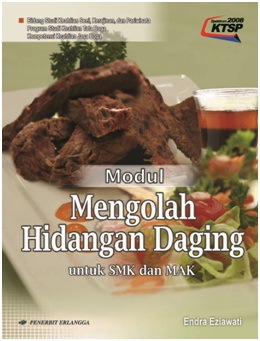 Bidang Studi Keahlian Seni, Kerajinan, dan Pariwisata
Program Studi Keahlian Tata Boga
Kompetensi Keahlian Jasa Boga
2008
KTSP
Modul
Mengolah
Hidangan Daging
untuk SMK dan MAK
PENERBIT ERLANGGA
Endra Eziawati